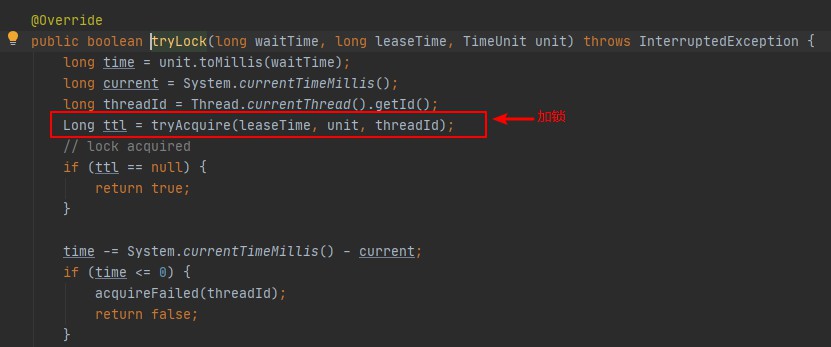 @Override
public boolean tryLock(long waitTime, long leaseTime, TimeUnit unit) throws InterruptedException {
long time = unit.toMillis(waitTime);
long current = System.currentTimeMillis();
long threadId = Thread.currentThread().getId();
Long ttl = tryAcquire(leaseTime, unit, threadId); 加锁
// lock acquired
if (ttl == null) {
return true;
}
time -= System.currentTimeMillis() - current;
if (time <= 0) {
acquireFailed(threadId);
return false;
}